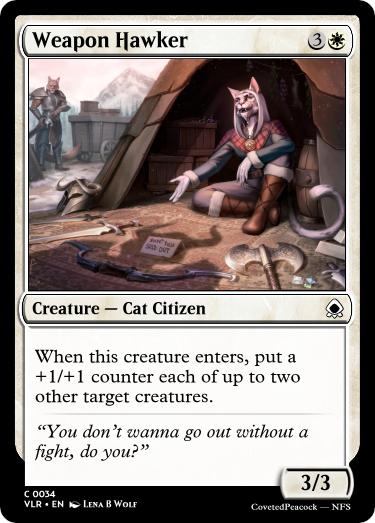 Weapon Hawker 3
SOLD OUT
Creature — Cat Citizen
When this creature enters, put a
+1/+1 counter each of up to two
other target creatures.
“You don’t wanna go out without a
fight, do you?”
3/3
C 0034
VLR • EN Lena B Wolf
CovetedPeacock — NFS